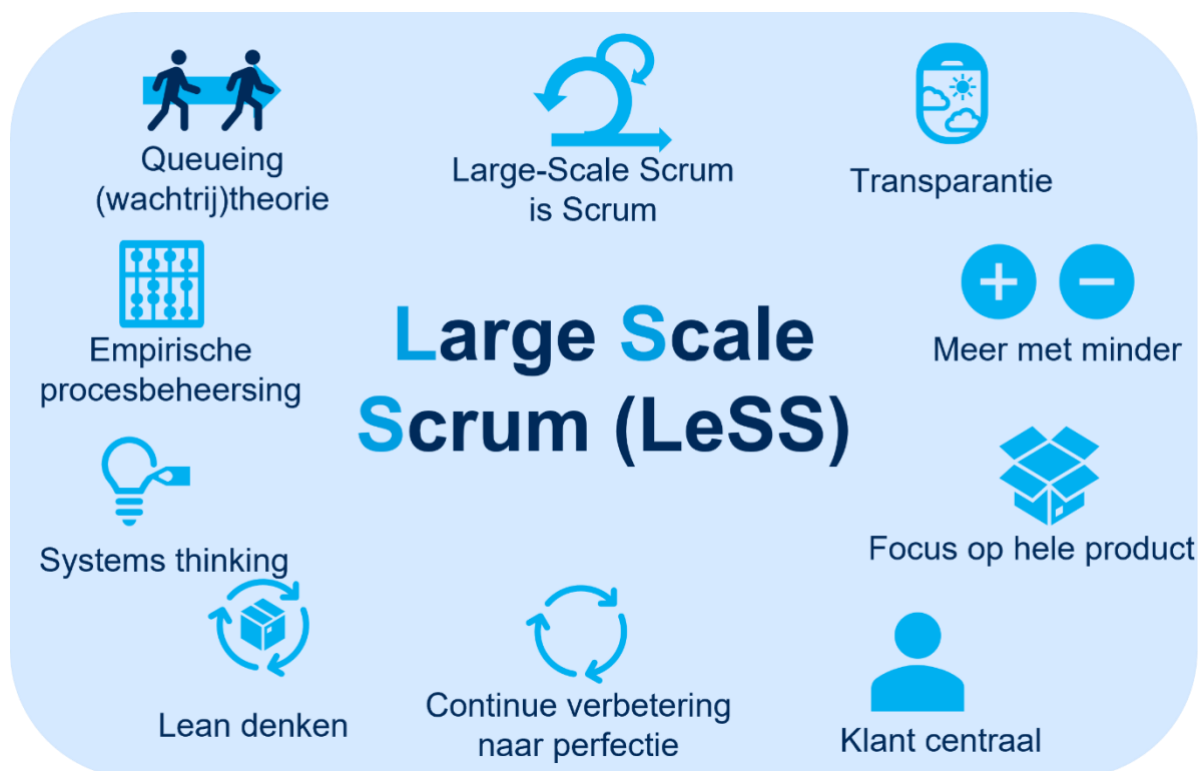 Queueing
(wachtrij)theorie
Large-Scale Scrum
is Scrum
Transparantie
Empirische
procesbeheersing
Large Scale
Scrum (LeSS)
Meer met minder
Systems thinking
Focus op hele product
Lean denken
Continue verbetering
naar perfectie
Klant centraal